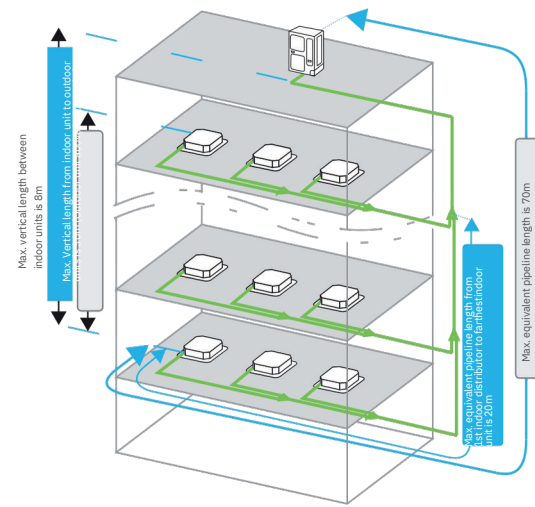 Max. vertical length between
indoor units is 8m
Max. Vertical length from indoor unit to outdoor
Max. equivalent pipeline length from
1st indoor distributor to farthestindoor
unit is 20m
Max. equivalent pipeline length is 70m